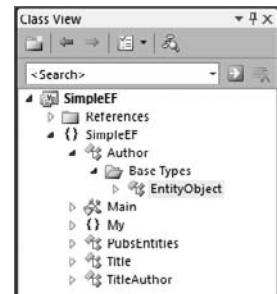 Class View
<Search>
SimpleEF
References
{} SimpleEF
Author
Base Types
EntityObject
Main
{} My
PubsEntities
Title
TitleAuthor